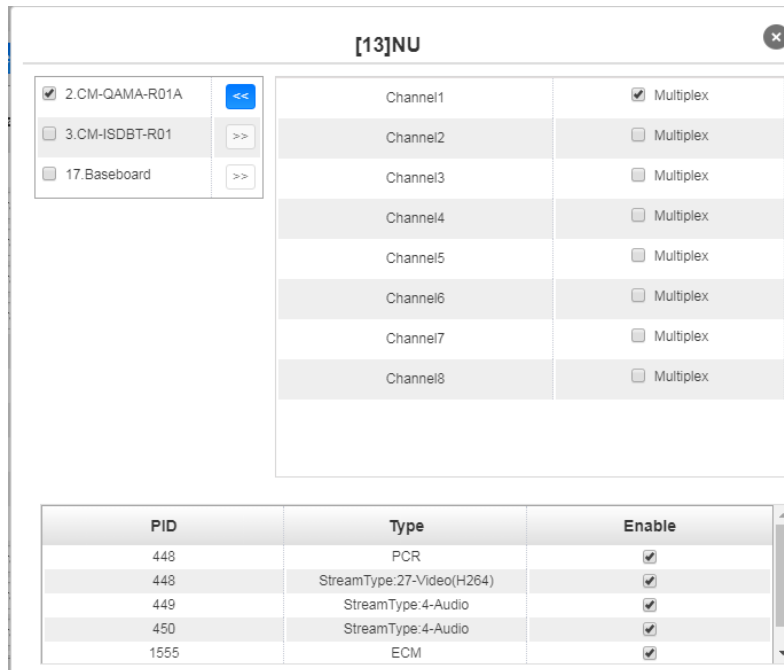 [13]NU
2.CM-QAMA-R01A <<
3.CM-ISDBT-R01 >>
17.Baseboard >>
Channel1 Multiplex
Channel2 Multiplex
Channel3 Multiplex
Channel4 Multiplex
Channel5 Multiplex
Channel6 Multiplex
Channel7 Multiplex
Channel8 Multiplex
PID Type Enable
448 PCR
448 StreamType:27-Video(H264)
449 StreamType:4-Audio
450 StreamType:4-Audio
1555 ECM